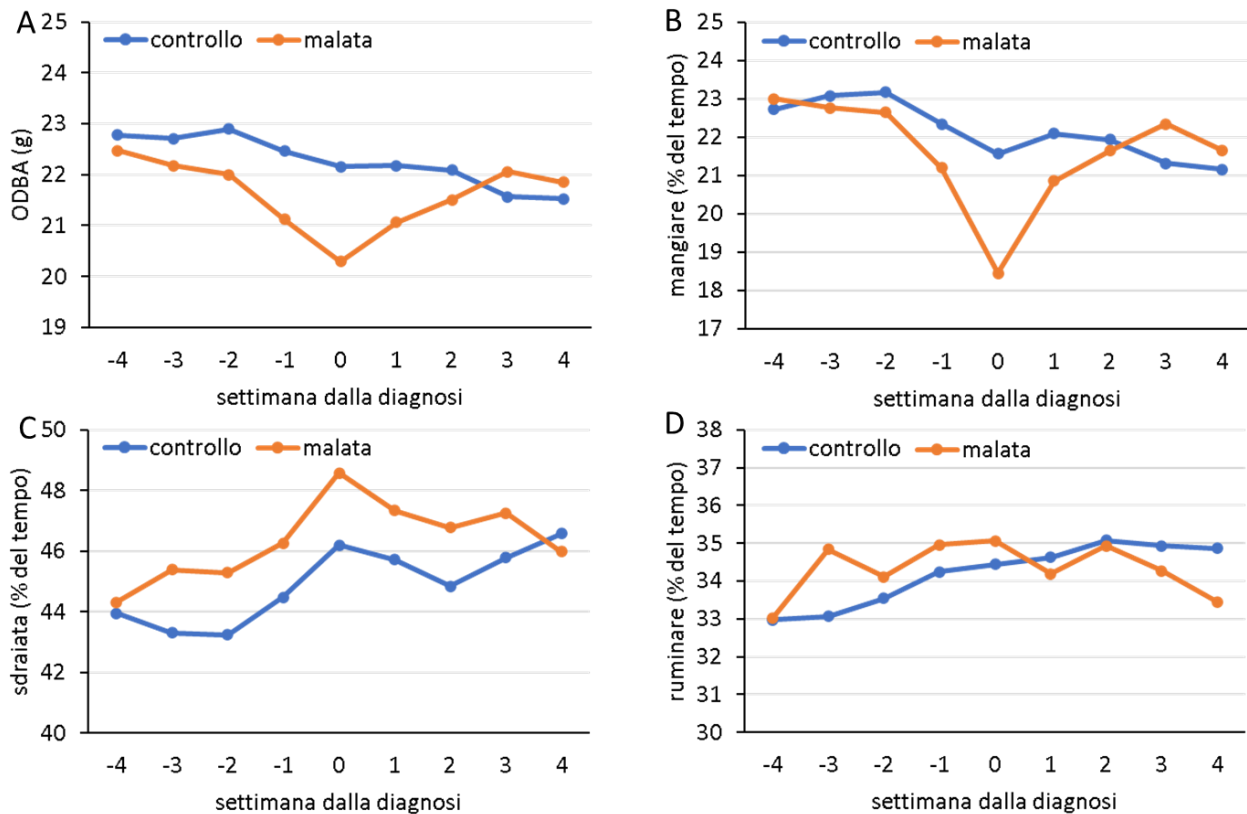 A
controllo malata
ODBA (g)
25
24
23
22
21
20
19
-4 -3 -2 -1 0 1 2 3 4
settimana dalla diagnosi
B
controllo malata
mangiare (% del tempo)
25
24
23
22
21
20
19
18
17
-4 -3 -2 -1 0 1 2 3 4
settimana dalla diagnosi
C
controllo malata
sdraiata (% del tempo)
50
48
46
44
42
40
-4 -3 -2 -1 0 1 2 3 4
settimana dalla diagnosi
D
controllo malata
ruminare (% del tempo)
38
37
36
35
34
33
32
31
30
-4 -3 -2 -1 0 1 2 3 4
settimana dalla diagnosi